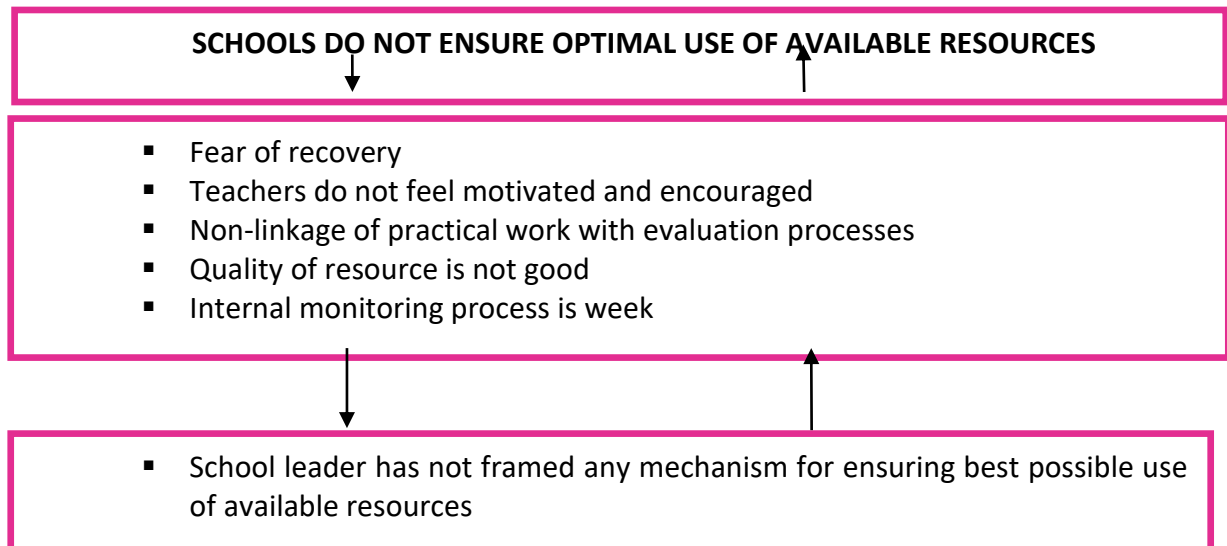 SCHOOLS DO NOT ENSURE OPTIMAL USE OF AVAILABLE RESOURCES
▪ Fear of recovery
▪ Teachers do not feel motivated and encouraged
▪ Non-linkage of practical work with evaluation processes
▪ Quality of resource is not good
▪ Internal monitoring process is week
▪ School leader has not framed any mechanism for ensuring best possible use
of available resources